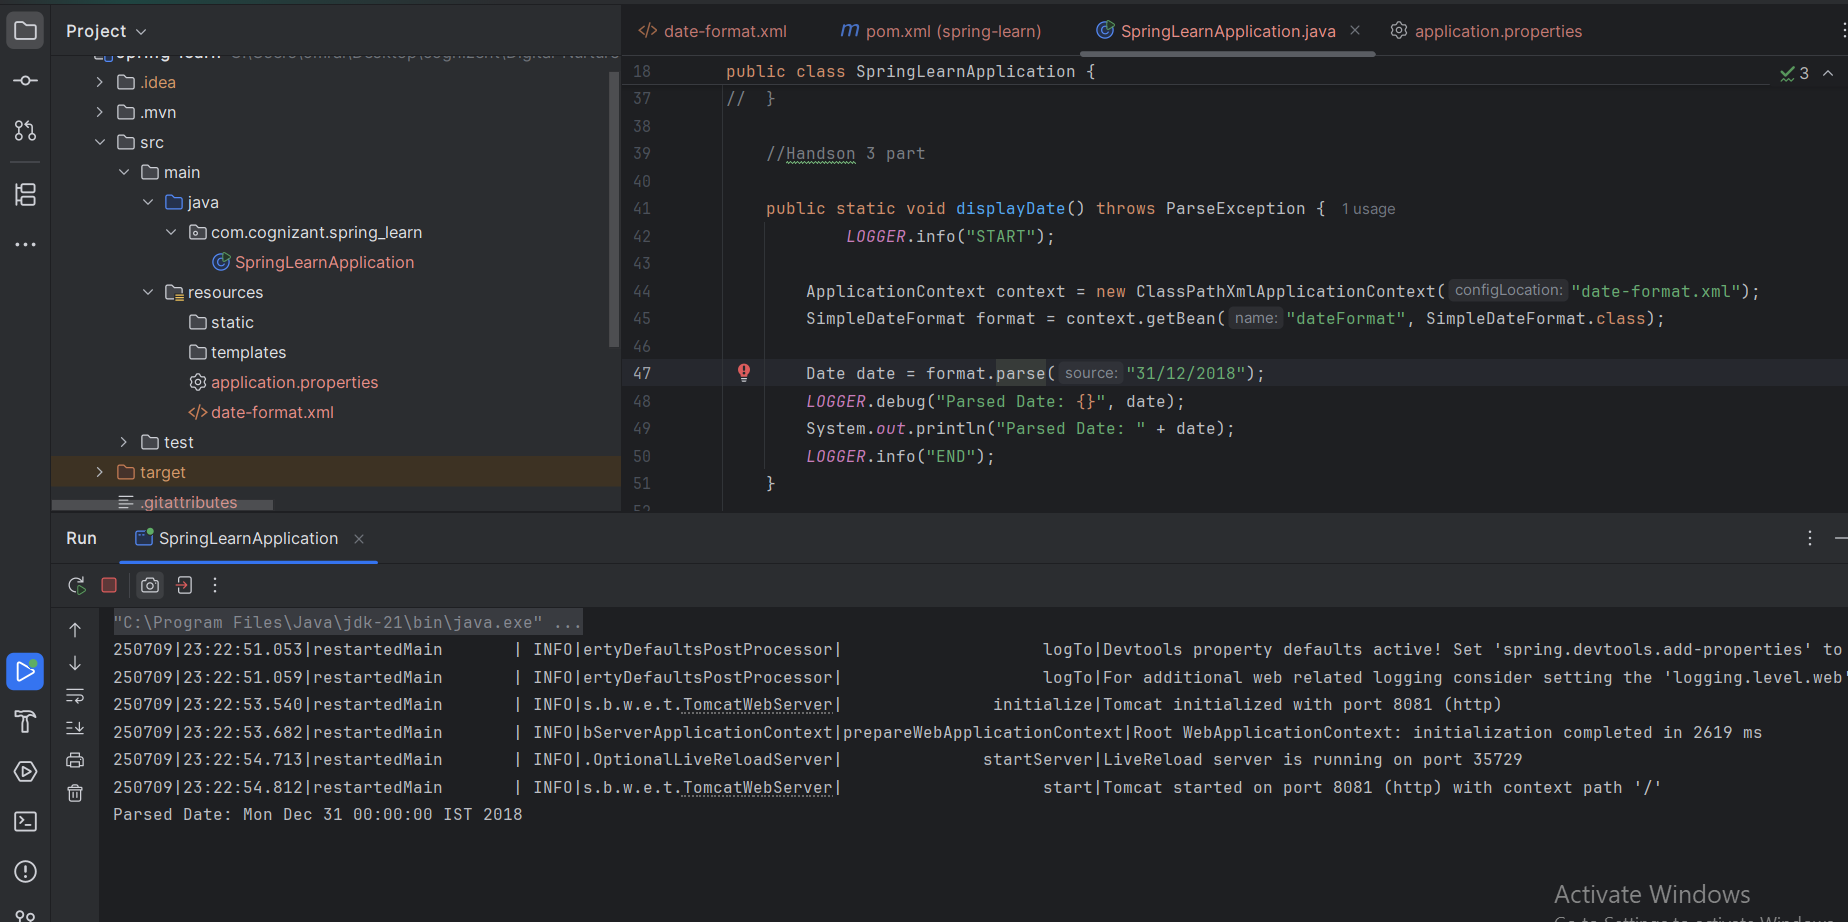 Project
date-format.xml
m pom.xml (spring-learn)
SpringLearnApplication.java
application.properties
.idea
.mvn
src
main
java
com.cognizant.spring_learn
SpringLearnApplication
resources
static
templates
application.properties
date-format.xml
test
target
.gitattributes
3
18 public class SpringLearnApplication {
37 // }
38
39 //Handson 3 part
40
41 public static void displayDate() throws ParseException { 1 usage
42 LOGGER.info("START");
43
44 ApplicationContext context = new ClassPathXmlApplicationContext( configLocation: "date-format.xml");
45 SimpleDateFormat format = context.getBean( name: "dateFormat", SimpleDateFormat.class);
46
47 Date date = format.parse( source: "31/12/2018");
48 LOGGER.debug("Parsed Date: {}", date);
49 System.out.println("Parsed Date: " + date);
50 LOGGER.info("END");
51 }
Run
SpringLearnApplication
"C:\Program Files\Java\jdk-21\bin\java.exe" ...
250709|23:22:51.053|restartedMain | INFO|ertyDefaultsPostProcessor| logTo|Devtools property defaults active! Set 'spring.devtools.add-properties' to
250709|23:22:51.059|restartedMain | INFO|ertyDefaultsPostProcessor| logTo|For additional web related logging consider setting the 'logging.level.web'
250709|23:22:53.540|restartedMain | INFO|s.b.w.e.t.TomcatWebServer| initialize|Tomcat initialized with port 8081 (http)
250709|23:22:53.682|restartedMain | INFO|bServerApplicationContext|prepareWebApplicationContext|Root WebApplicationContext: initialization completed in 2619 ms
250709|23:22:54.713|restartedMain | INFO|.OptionalLiveReloadServer| startServer|LiveReload server is running on port 35729
250709|23:22:54.812|restartedMain | INFO|s.b.w.e.t.TomcatWebServer| start|Tomcat started on port 8081 (http) with context path '/'
Parsed Date: Mon Dec 31 00:00:00 IST 2018
Activate Windows